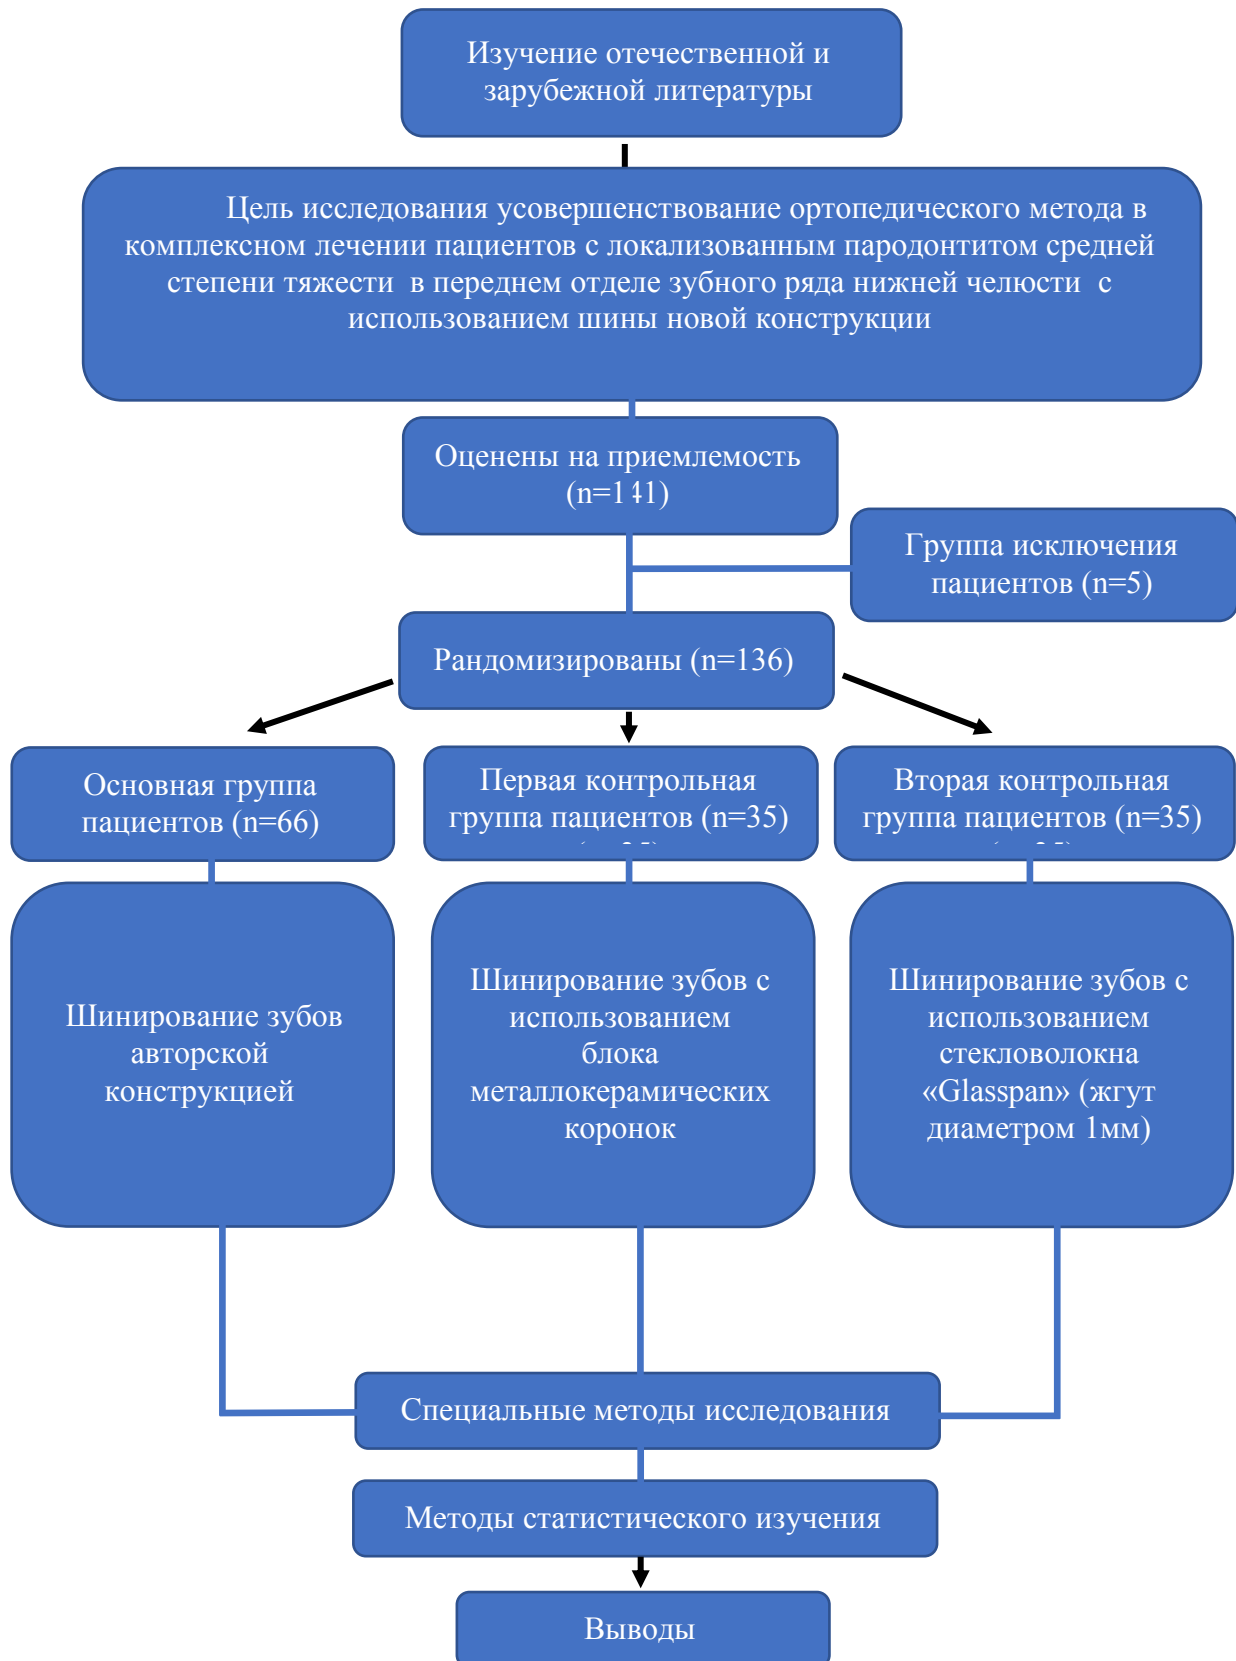 Изучение отечественной и
зарубежной литературы
Цель исследования усовершенствование ортопедического метода в
комплексном лечении пациентов с локализованным пародонтитом средней
степени тяжести в переднем отделе зубного ряда нижней челюсти с
использованием шины новой конструкции
Оценены на приемлемость
(n=141)
Группа исключения
пациентов (n=5)
Рандомизированы (n=136)
Основная группа
пациентов (n=66)
Первая контрольная
группа пациентов (n=35)
Вторая контрольная
группа пациентов (n=35)
Шинирование зубов
авторской
конструкцией
Шинирование зубов с
использованием
блока
металлокерамических
коронок
Шинирование зубов с
использованием
стекловолокна
«Glasspan» (жгут
диаметром 1мм)
Специальные методы исследования
Методы статистического изучения
Выводы